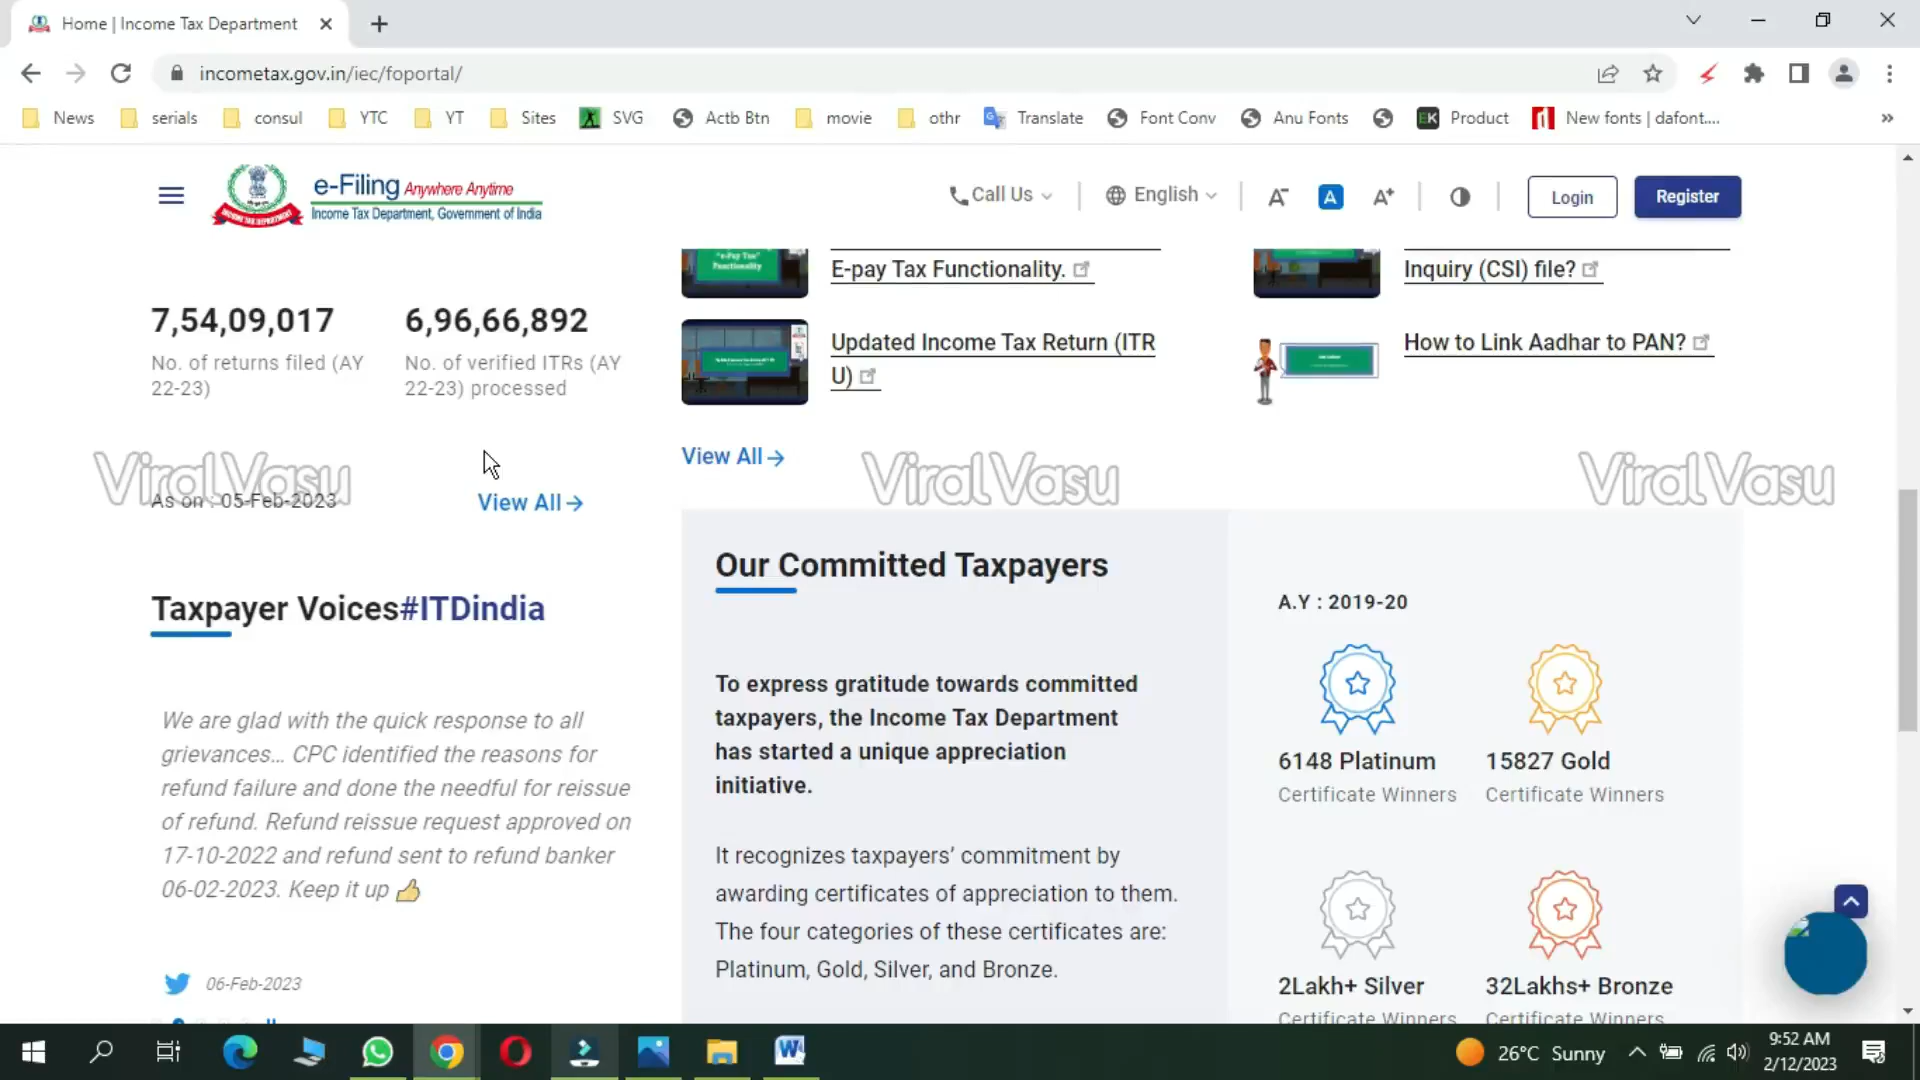 Home | Income Tax Department
incometax.gov.in/iec/foportal/
News serials consul YTC YT Sites SVG Actb Btn movie othr Translate Font Conv Anu Fonts EK Product New fonts | dafont....
e-Filing Anywhere Anytime
Income Tax Department, Government of India
INCOME TAX DEPARTMENT
Call Us English A- A A+ Login Register
"e-Pay Tax"
Functionality
E-pay Tax Functionality.
Inquiry (CSI) file?
7,54,09,017
No. of returns filed (AY
22-23)
6,96,66,892
No. of verified ITRs (AY
22-23) processed
Updated Income Tax Return (ITR
U)
How to Link Aadhar to PAN?
View All
ViralVasu ViralVasu ViralVasu
As on : 05-Feb-2023
View All
Taxpayer Voices#ITDindia
We are glad with the quick response to all
grievances... CPC identified the reasons for
refund failure and done the needful for reissue
of refund. Refund reissue request approved on
17-10-2022 and refund sent to refund banker
06-02-2023. Keep it up 👍
06-Feb-2023
Our Committed Taxpayers
To express gratitude towards committed
taxpayers, the Income Tax Department
has started a unique appreciation
initiative.
It recognizes taxpayers' commitment by
awarding certificates of appreciation to them.
The four categories of these certificates are:
Platinum, Gold, Silver, and Bronze.
A.Y : 2019-20
6148 Platinum
Certificate Winners
15827 Gold
Certificate Winners
2Lakh+ Silver
Certificate Winners
32Lakhs+ Bronze
Certificate Winners
26°C Sunny
9:52 AM
2/12/2023